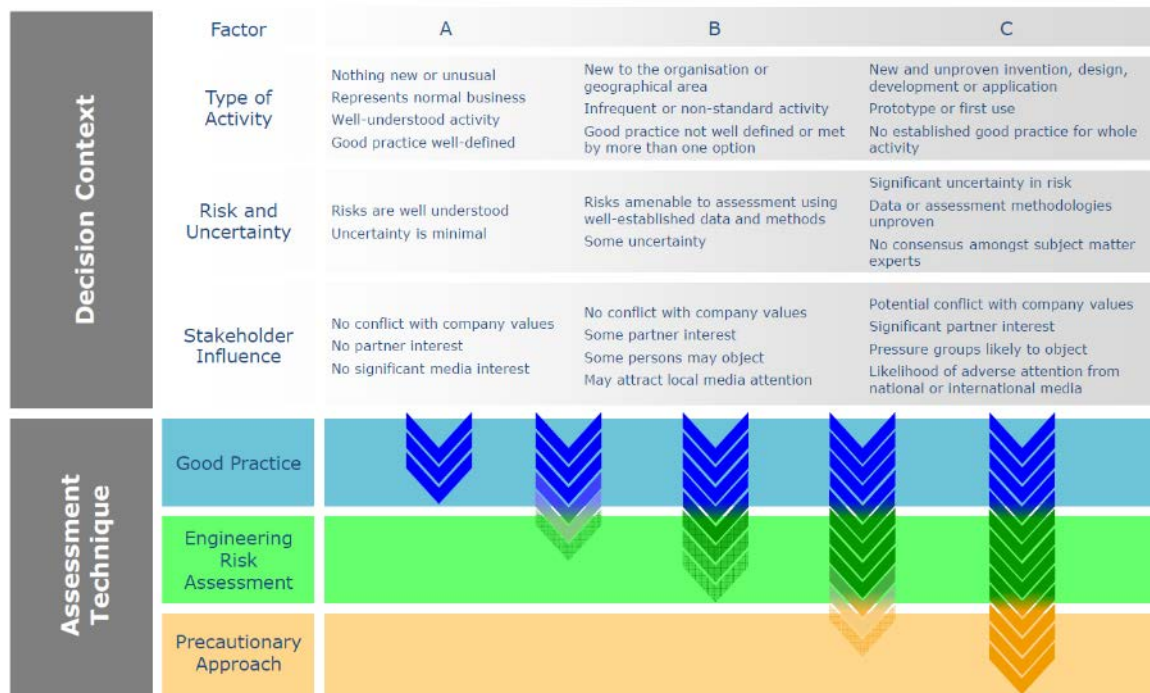 Decision Context
Factor
A
B
C
Type of
Activity
Nothing new or unusual
Represents normal business
Well-understood activity
Good practice well-defined
New to the organisation or
geographical area
Infrequent or non-standard activity
Good practice not well defined or met
by more than one option
New and unproven invention, design,
development or application
Prototype or first use
No established good practice for whole
activity
Risk and
Uncertainty
Risks are well understood
Uncertainty is minimal
Risks amenable to assessment using
well-established data and methods
Some uncertainty
Significant uncertainty in risk
Data or assessment methodologies
unproven
No consensus amongst subject matter
experts
Stakeholder
Influence
No conflict with company values
No partner interest
No significant media interest
No conflict with company values
Some partner interest
Some persons may object
May attract local media attention
Potential conflict with company values
Significant partner interest
Pressure groups likely to object
Likelihood of adverse attention from
national or international media
Assessment
Technique
Good Practice
Engineering
Risk
Assessment
Precautionary
Approach